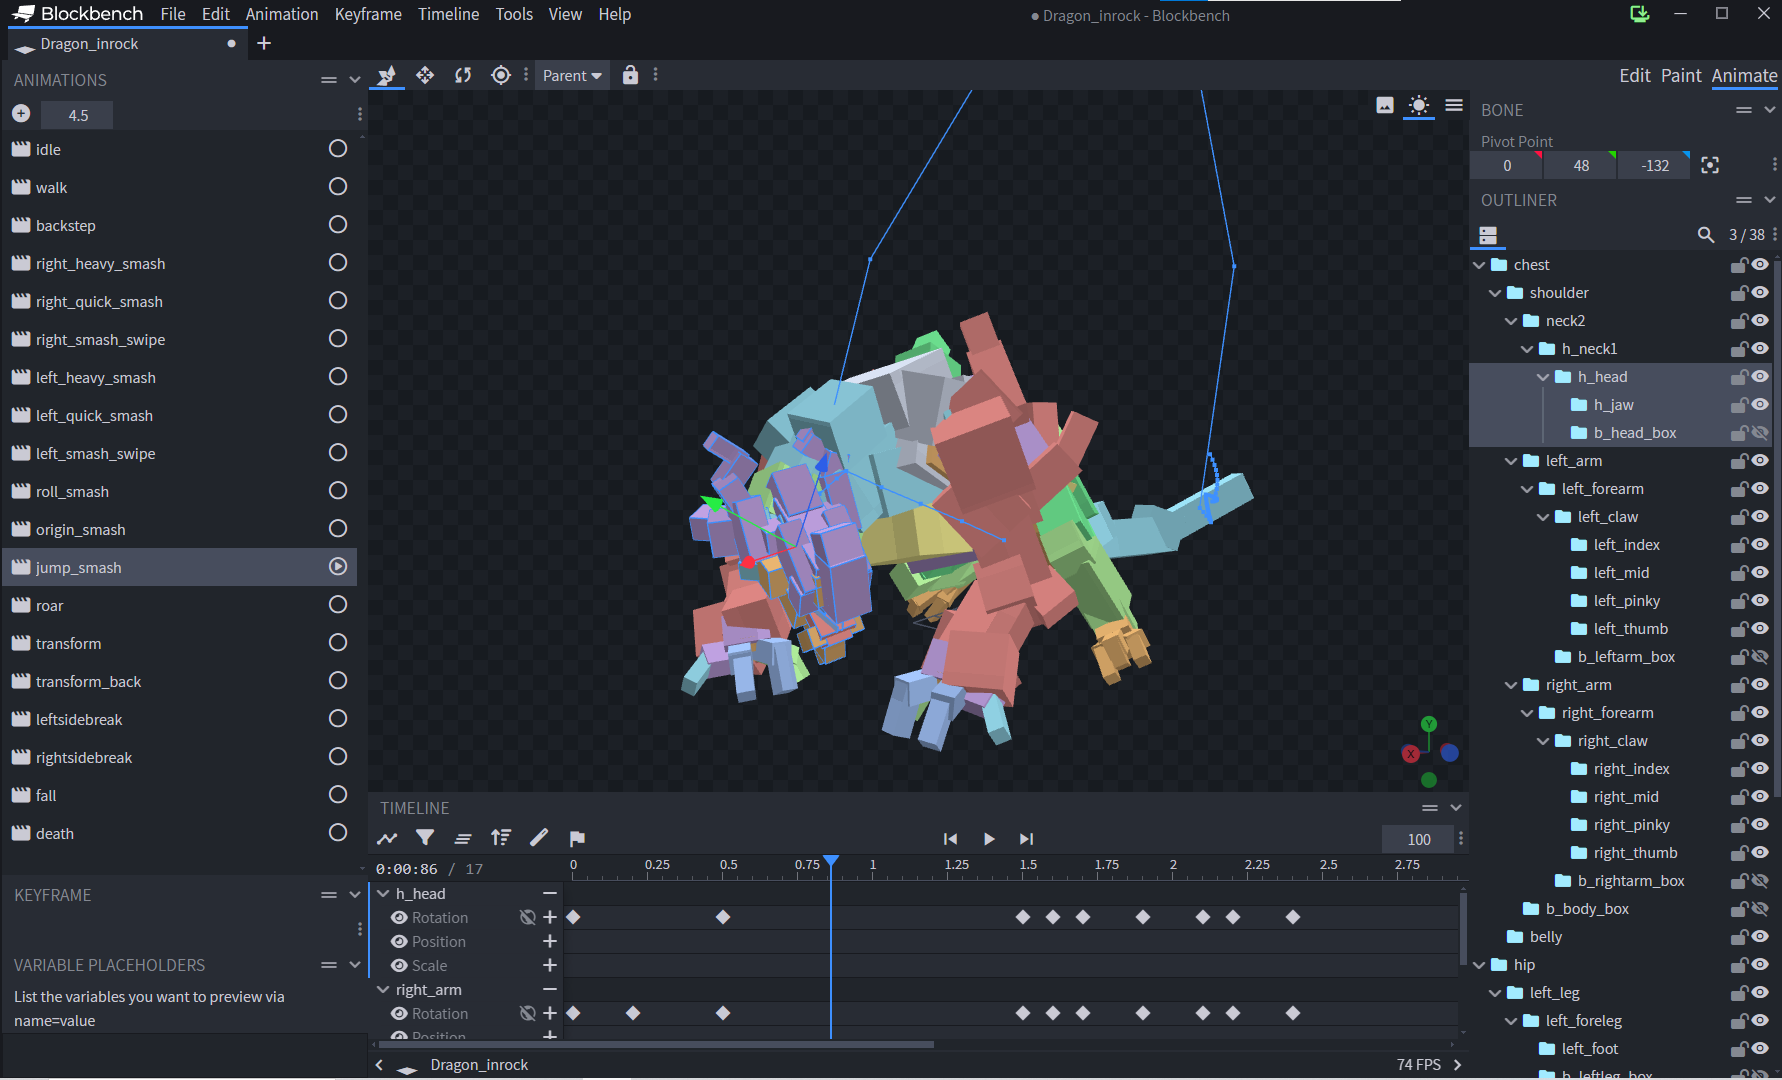 Blockbench File Edit Animation Keyframe Timeline Tools View Help
● Dragon_inrock - Blockbench
Dragon_inrock
ANIMATIONS
4.5
idle
walk
backstep
right_heavy_smash
right_quick_smash
right_smash_swipe
left_heavy_smash
left_quick_smash
left_smash_swipe
roll_smash
origin_smash
jump_smash
roar
transform
transform_back
leftsidebreak
rightsidebreak
fall
death
KEYFRAME
VARIABLE PLACEHOLDERS
List the variables you want to preview via
name=value
Parent
Y
X
TIMELINE
100
0:00:86 / 17
0 0.25 0.5 0.75 1 1.25 1.5 1.75 2 2.25 2.5 2.75
h_head
Rotation
Position
Scale
right_arm
Rotation
Position
Dragon_inrock
74 FPS
Edit Paint Animate
BONE
Pivot Point
0 48 -132
OUTLINER
3 / 38
chest
shoulder
neck2
h_neck1
h_head
h_jaw
b_head_box
left_arm
left_forearm
left_claw
left_index
left_mid
left_pinky
left_thumb
b_leftarm_box
right_arm
right_forearm
right_claw
right_index
right_mid
right_pinky
right_thumb
b_rightarm_box
b_body_box
belly
hip
left_leg
left_foreleg
left_foot
b_leftleg_box